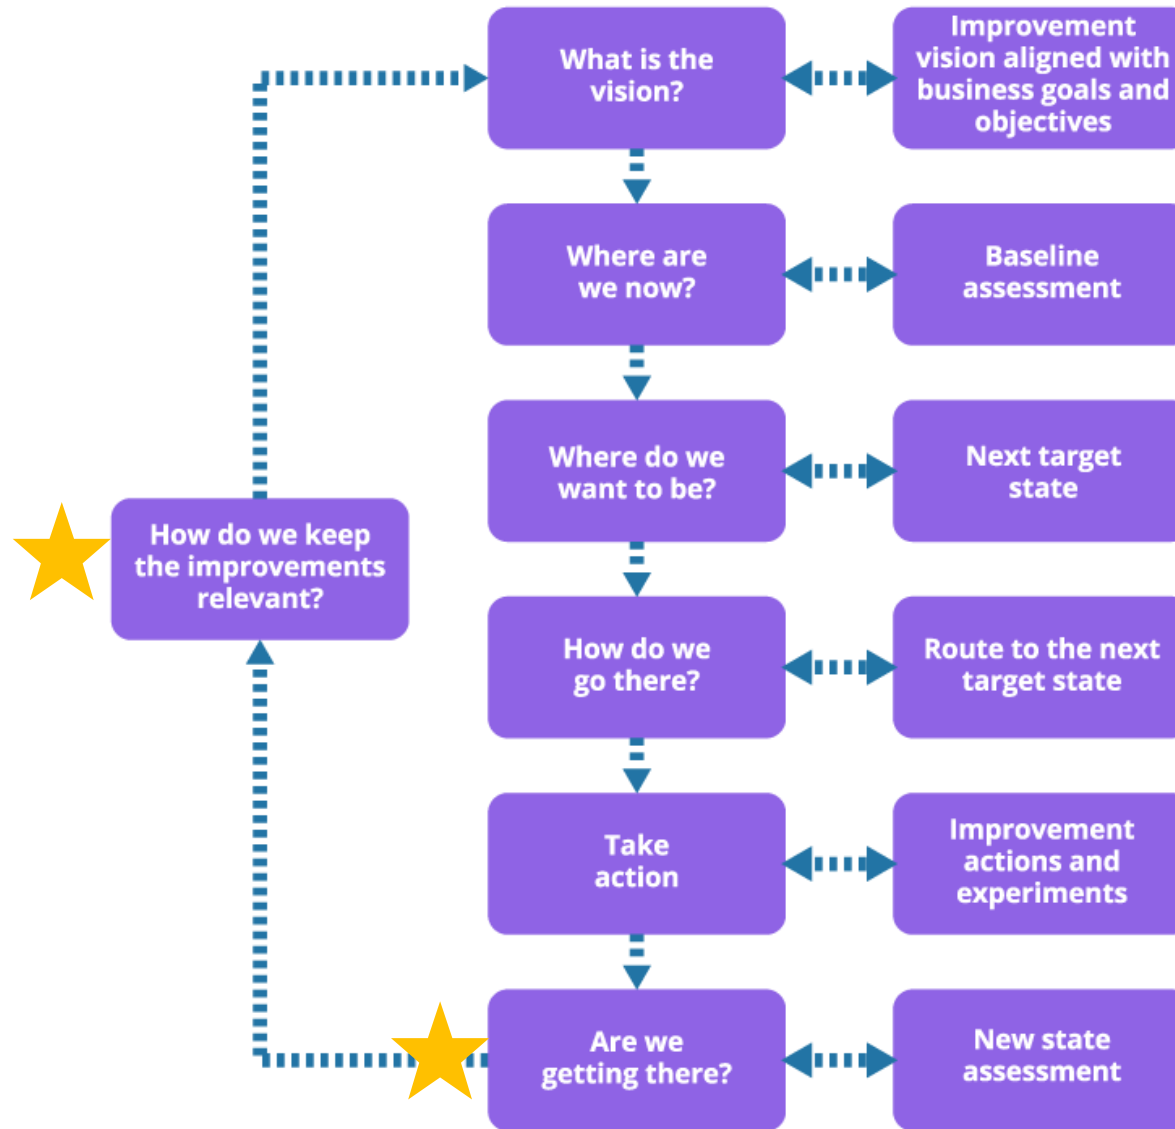 What is the
vision?
Improvement
vision aligned with
business goals and
objectives
Where are
we now?
Baseline
assessment
Where do we
want to be?
Next target
state
How do we keep
the improvements
relevant?
How do we
go there?
Route to the next
target state
Take
action
Improvement
actions and
experiments
Are we
getting there?
New state
assessment